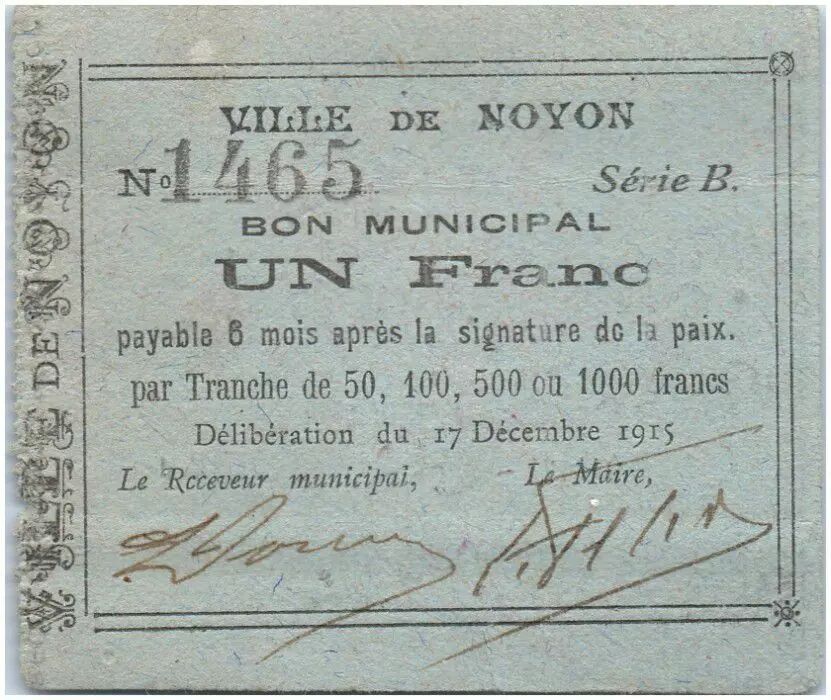 VILLE DE NOYON
VILLE DE NOYON
No 1465 Série B.
BON MUNICIPAL
UN Franc
payable 6 mois après la signature de la paix.
par Tranche de 50, 100, 500 ou 1000 francs
Délibération du 17 Décembre 1915
Le Receveur municipal, Le Maire,